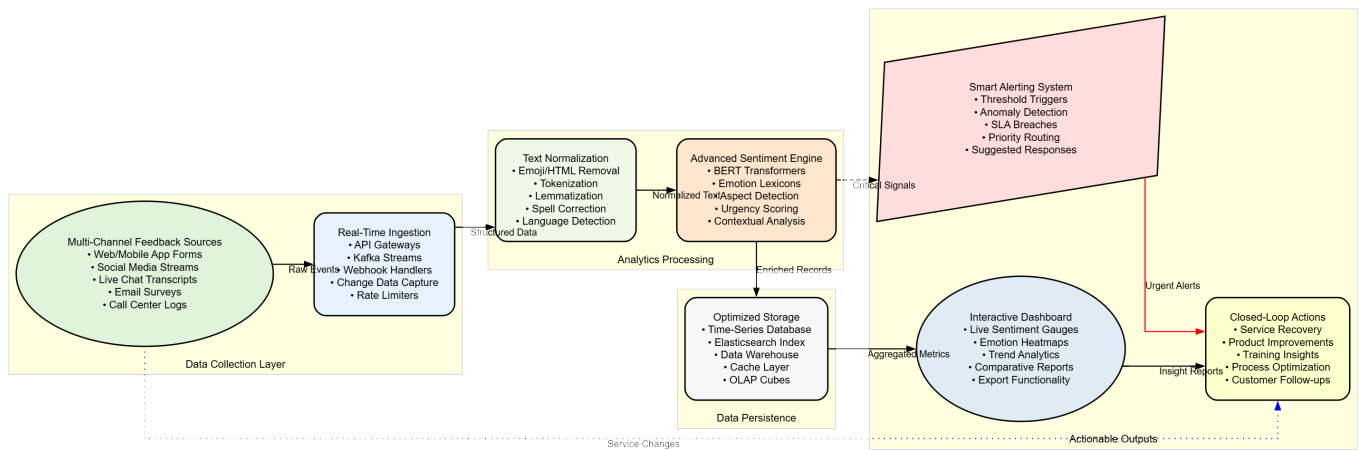 Multi-Channel Feedback Sources
• Web/Mobile App Forms
• Social Media Streams
• Live Chat Transcripts
• Email Surveys
• Call Center Logs
Raw Events
Real-Time Ingestion
• API Gateways
• Kafka Streams
• Webhook Handlers
• Change Data Capture
• Rate Limiters
Data Collection Layer
Structured Data
Text Normalization
• Emoji/HTML Removal
• Tokenization
• Lemmatization
• Spell Correction
• Language Detection
Normalized Text
Advanced Sentiment Engine
• BERT Transformers
• Emotion Lexicons
• Aspect Detection
• Urgency Scoring
• Contextual Analysis
Analytics Processing
Critical Signals
Enriched Records
Optimized Storage
• Time-Series Database
• Elasticsearch Index
• Data Warehouse
• Cache Layer
• OLAP Cubes
Data Persistence
Aggregated Metrics
Smart Alerting System
• Threshold Triggers
• Anomaly Detection
• SLA Breaches
• Priority Routing
• Suggested Responses
Urgent Alerts
Interactive Dashboard
• Live Sentiment Gauges
• Emotion Heatmaps
• Trend Analytics
• Comparative Reports
• Export Functionality
Insight Reports
Closed-Loop Actions
• Service Recovery
• Product Improvements
• Training Insights
• Process Optimization
• Customer Follow-ups
Actionable Outputs
Service Changes